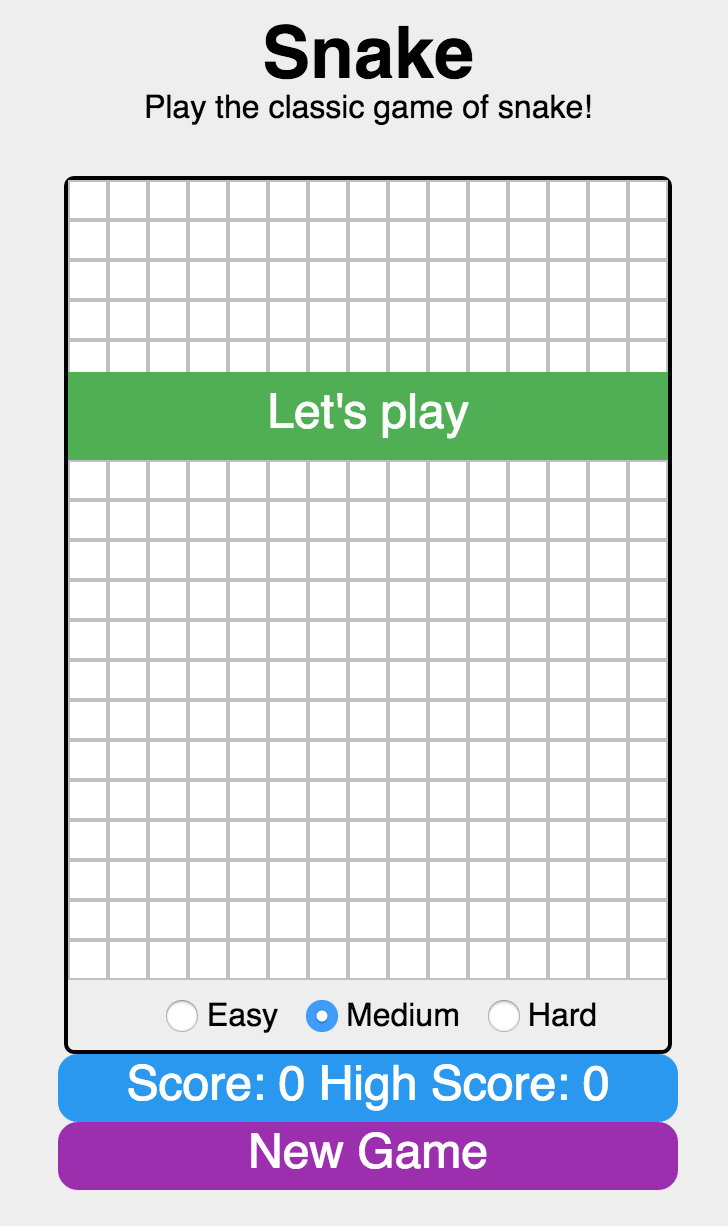 Snake
Play the classic game of snake!
Let's play
Easy Medium Hard
Score: 0 High Score: 0
New Game